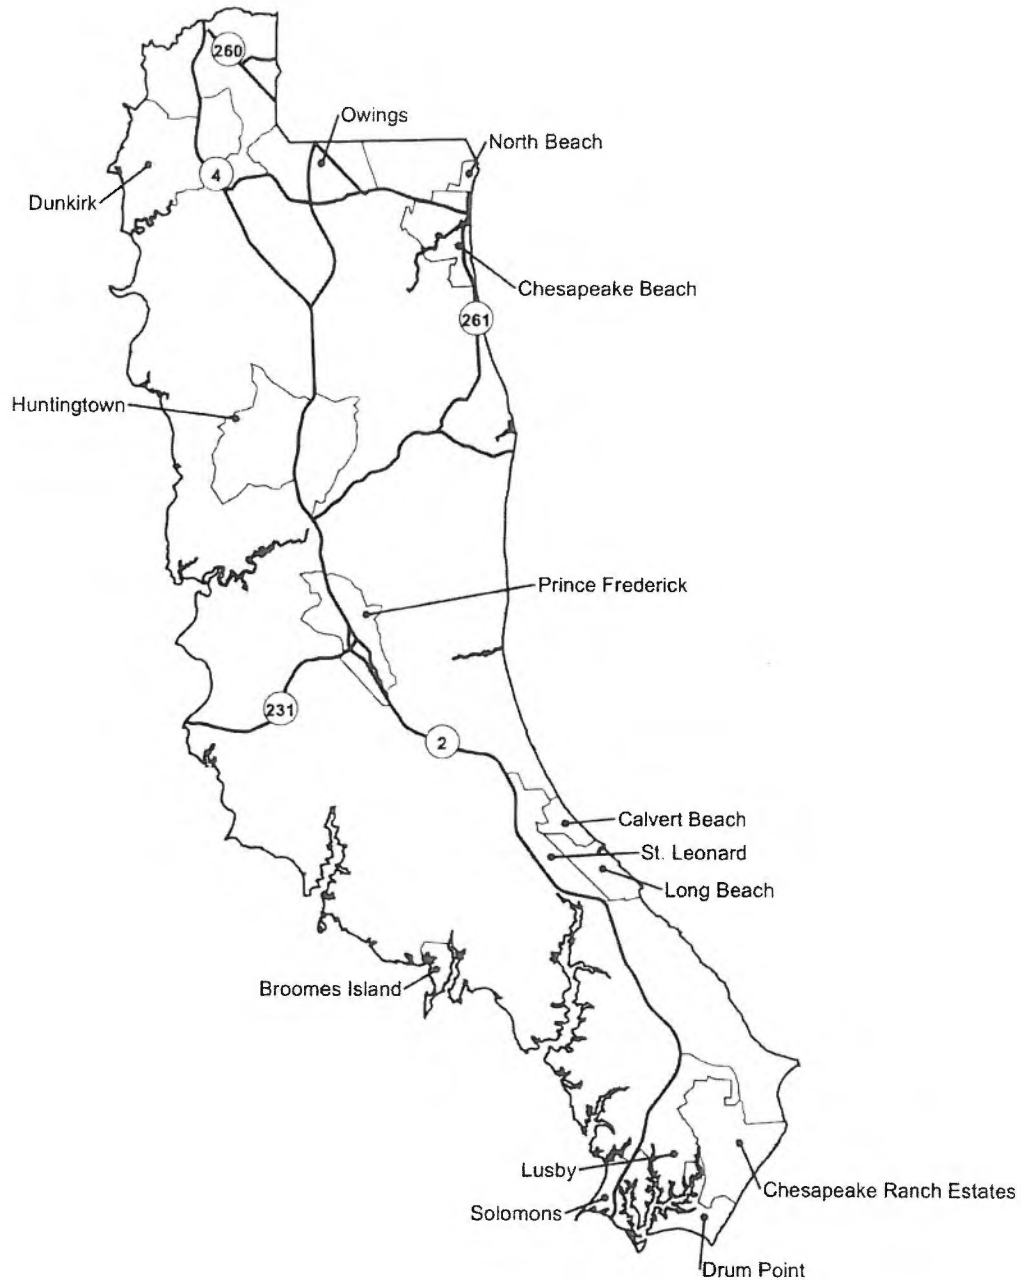 260
Owings
North Beach
4
Dunkirk
Chesapeake Beach
261
Huntingtown
Prince Frederick
231
2
Calvert Beach
St. Leonard
Long Beach
Broomes Island
Lusby
Chesapeake Ranch Estates
Solomons
Drum Point